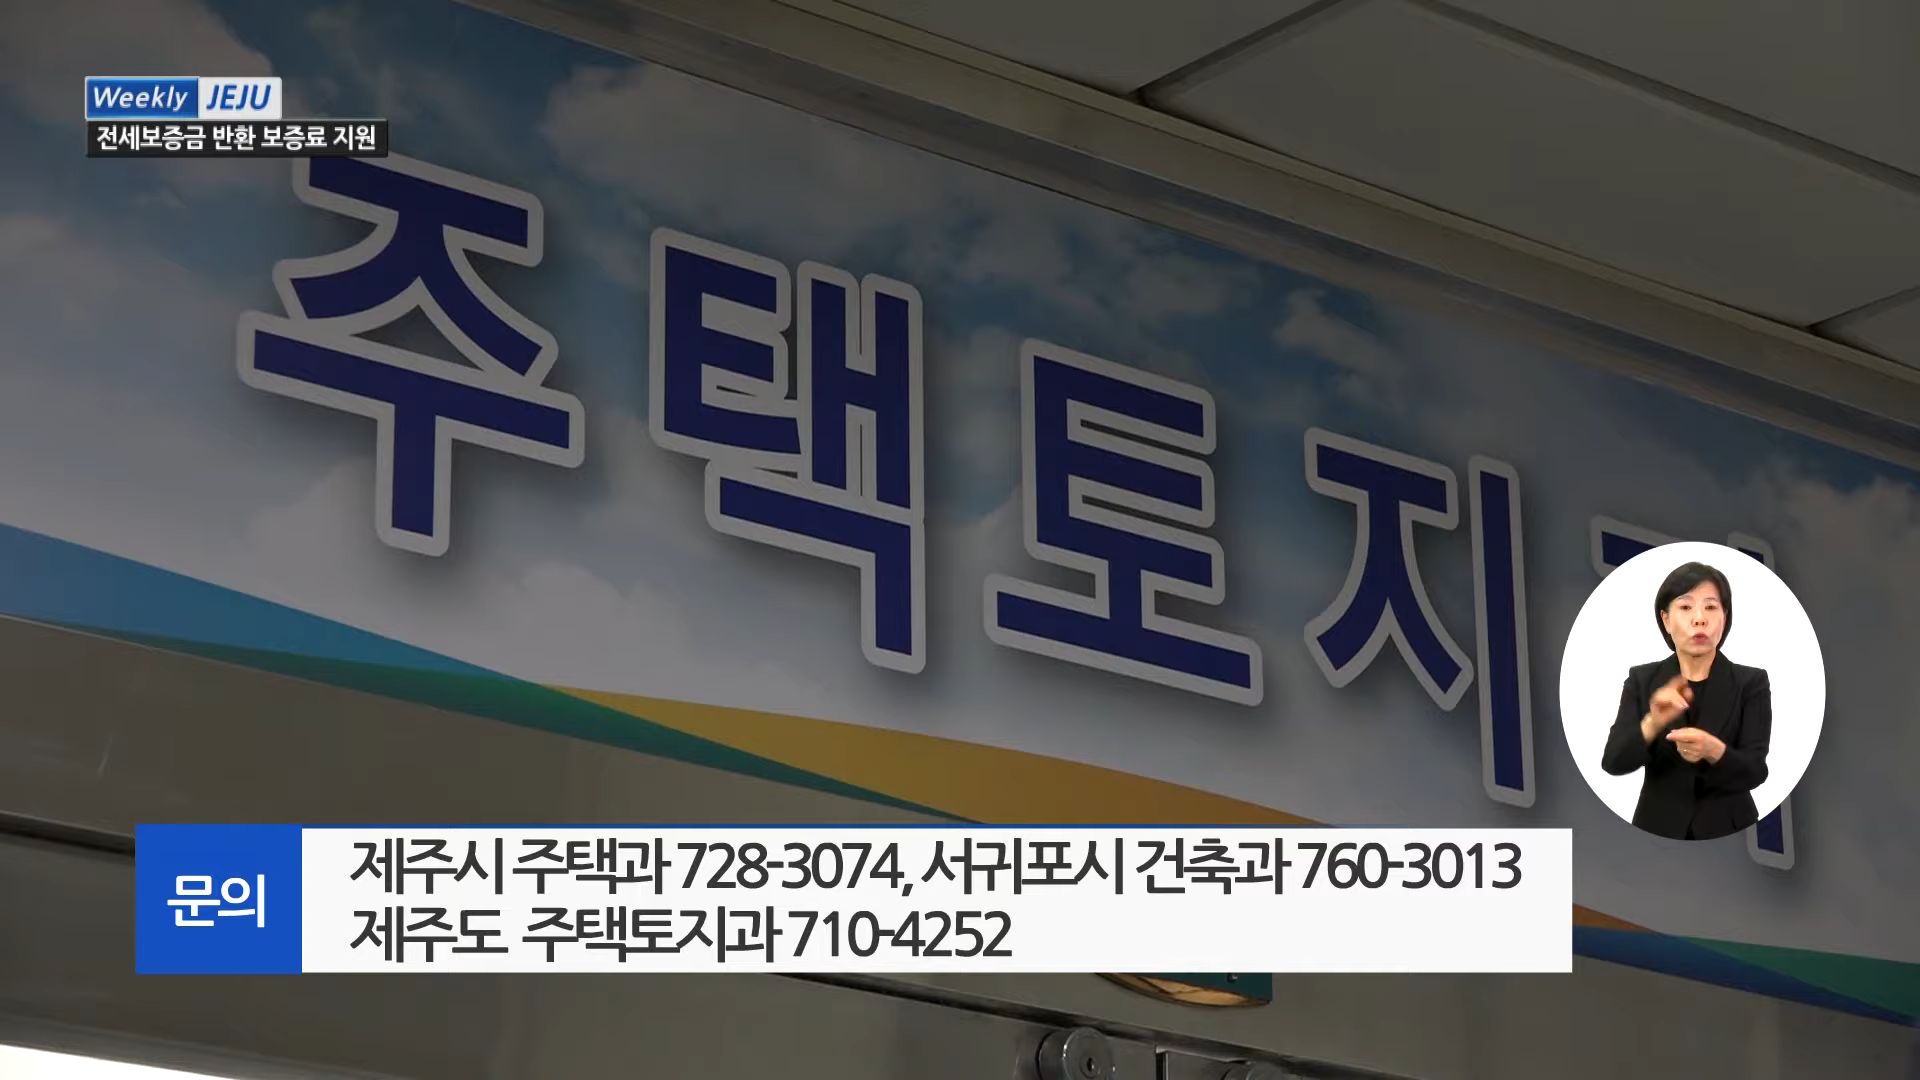 Weekly JEJU
전세보증금 반환 보증료 지원
주택토지
문의
제주시 주택과 728-3074, 서귀포시 건축과 760-3013
제주도 주택토지과 710-4252